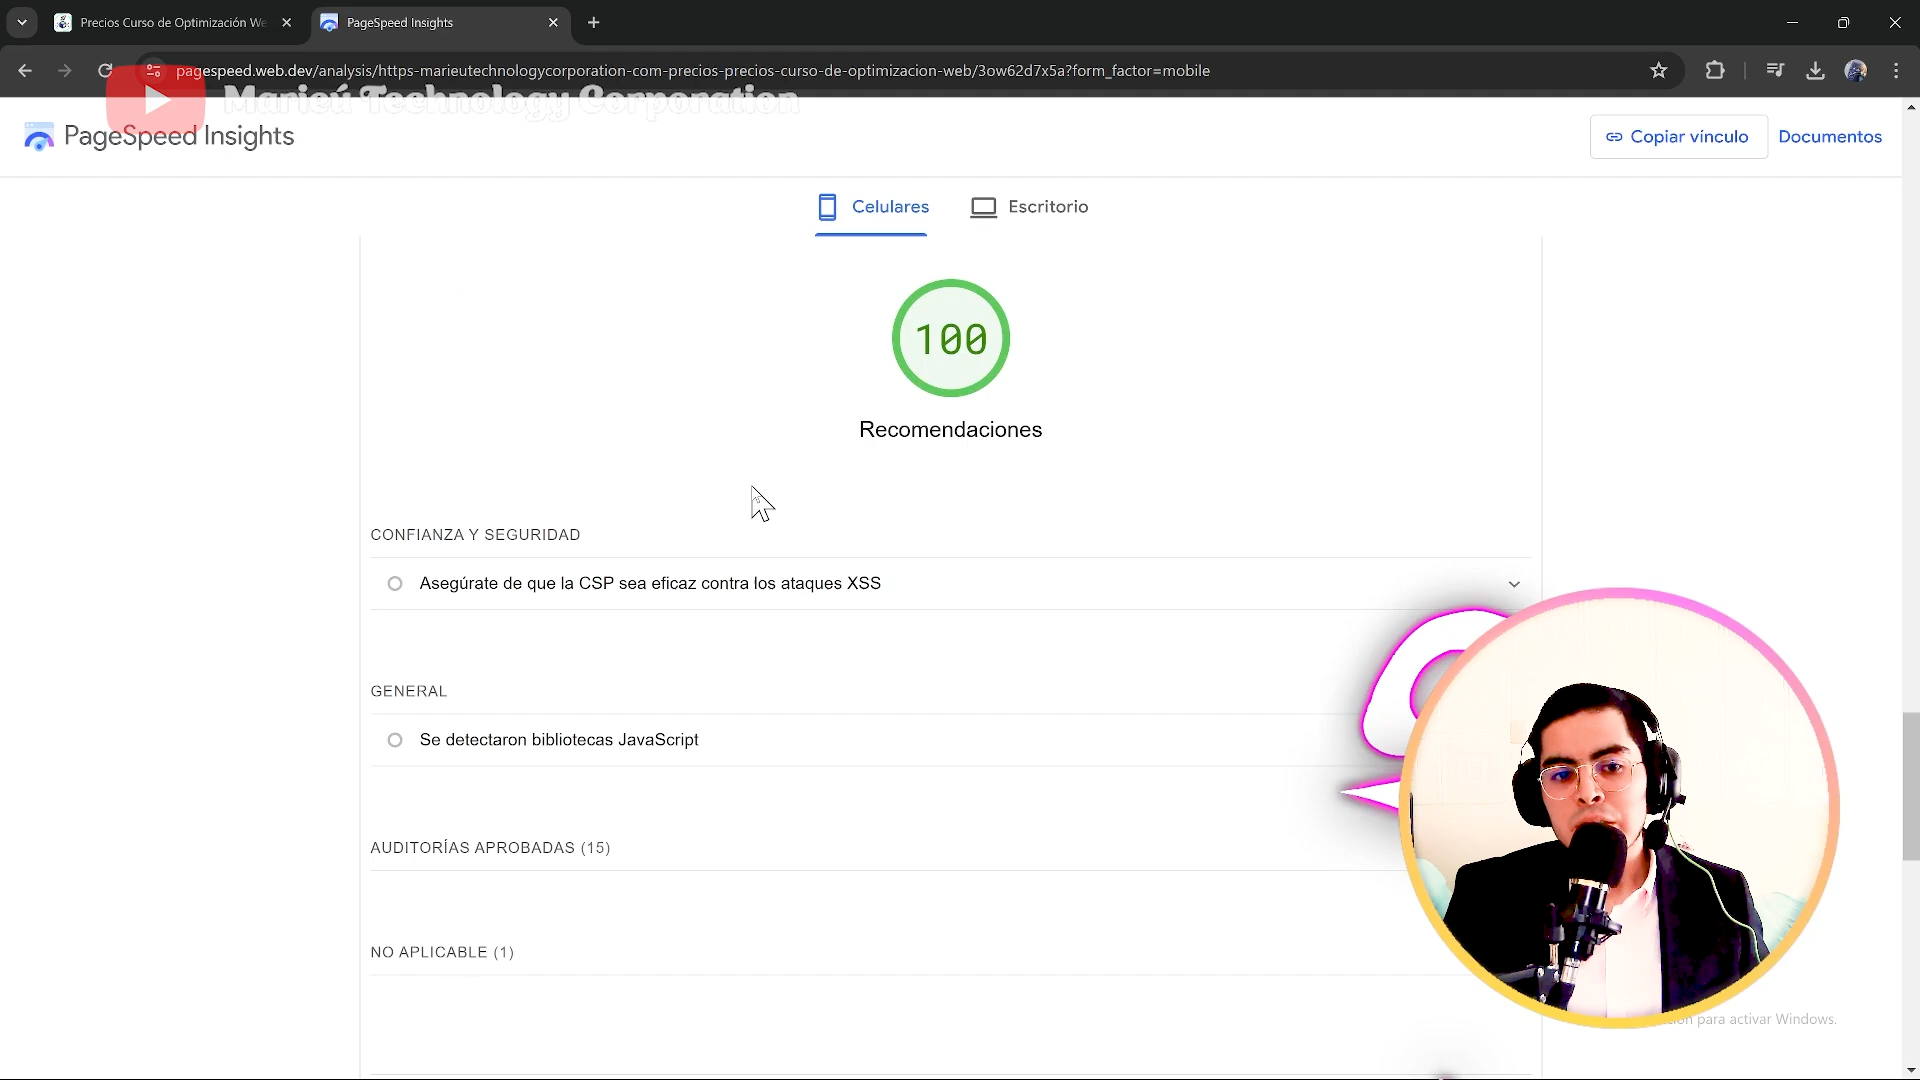 Precios Curso de Optimización We
PageSpeed Insights
pagespeed.web.dev/analysis/https-marieutechnologycorporation-com-precios-precios-curso-de-optimizacion-web/3ow62d7x5a?form_factor=mobile
Marieú Technology Corporation
PageSpeed Insights
Copiar vínculo
Documentos
Celulares
Escritorio
100
Recomendaciones
CONFIANZA Y SEGURIDAD
Asegúrate de que la CSP sea eficaz contra los ataques XSS
GENERAL
Se detectaron bibliotecas JavaScript
AUDITORÍAS APROBADAS (15)
NO APLICABLE (1)
para activar Windows.